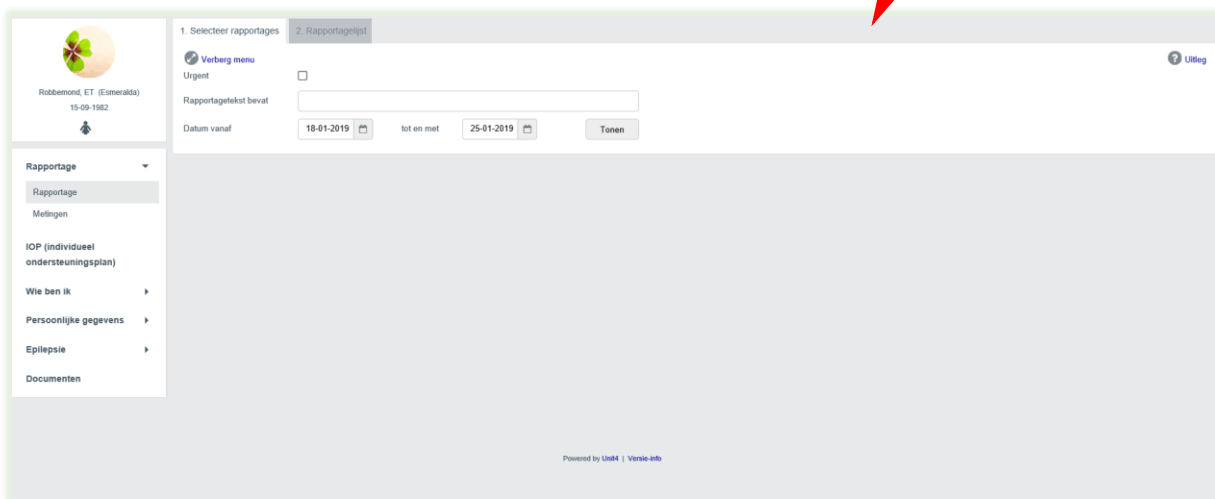 Robbemond, ET (Esmeralda)
15-09-1982
Rapportage
Rapportage
Metingen
IOP (individueel
ondersteuningsplan)
Wie ben ik
Persoonlijke gegevens
Epilepsie
Documenten
1. Selecteer rapportages
2. Rapportagelijst
Verberg menu
Uitleg
Urgent
Rapportagetekst bevat
Datum vanaf 18-01-2019 tot en met 25-01-2019 Tonen
Powered by Unit4 | Versie-info